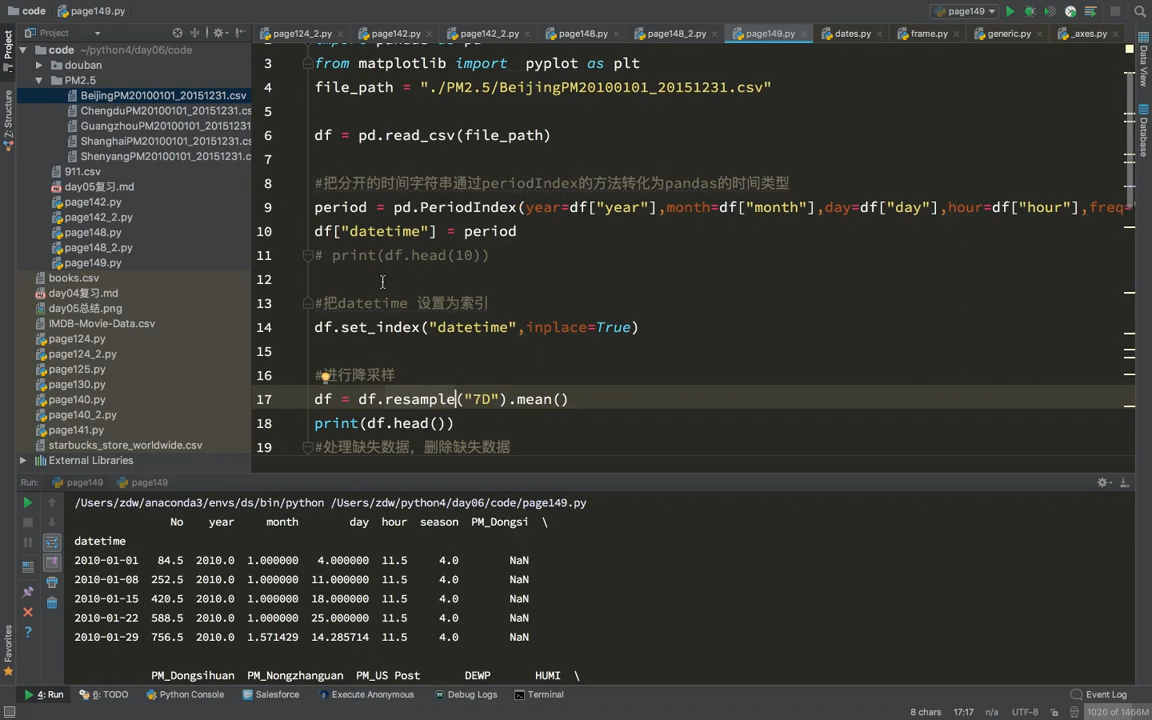 code page149.py
page149
Project
page124_2.py page142.py page142_2.py page148.py page148_2.py page149.py dates.py frame.py generic.py _axes.py
code ~/python4/day06/code
douban
PM2.5
BeijingPM20100101_20151231.csv
ChengduPM20100101_20151231.cs
GuangzhouPM20100101_20151231.
ShanghaiPM20100101_20151231.cs
ShenyangPM20100101_20151231.c
911.csv
day05复习.md
page142.py
page142_2.py
page148.py
page148_2.py
page149.py
books.csv
day04复习.md
day05总结.png
IMDB-Movie-Data.csv
page124.py
page124_2.py
page125.py
page130.py
page140.py
page141.py
starbucks_store_worldwide.csv
External Libraries
Project
Z: Structure
Favorites
Data View
Database
3 from matplotlib import  pyplot as plt
4 file_path = "./PM2.5/BeijingPM20100101_20151231.csv"
5
6 df = pd.read_csv(file_path)
7
8 #把分开的时间字符串通过periodIndex的方法转化为pandas的时间类型
9 period = pd.PeriodIndex(year=df["year"],month=df["month"],day=df["day"],hour=df["hour"],freq=
10 df["datetime"] = period
11 # print(df.head(10))
12
13 #把datetime 设置为索引
14 df.set_index("datetime",inplace=True)
15
16 #进行降采样
17 df = df.resample("7D").mean()
18 print(df.head())
19 #处理缺失数据，删除缺失数据
Run: page149 page149
/Users/zdw/anaconda3/envs/ds/bin/python /Users/zdw/python4/day06/code/page149.py
No year month day hour season PM_Dongsi \
datetime
2010-01-01 84.5 2010.0 1.000000 4.000000 11.5 4.0 NaN
2010-01-08 252.5 2010.0 1.000000 11.000000 11.5 4.0 NaN
2010-01-15 420.5 2010.0 1.000000 18.000000 11.5 4.0 NaN
2010-01-22 588.5 2010.0 1.000000 25.000000 11.5 4.0 NaN
2010-01-29 756.5 2010.0 1.571429 14.285714 11.5 4.0 NaN
PM_Dongsihuan PM_Nongzhanguan PM_US Post DEWP HUMI \
4: Run 6: TODO Python Console Salesforce Execute Anonymous Debug Logs Terminal Event Log
8 chars 17:17 n/a UTF-8 1020 of 1466M